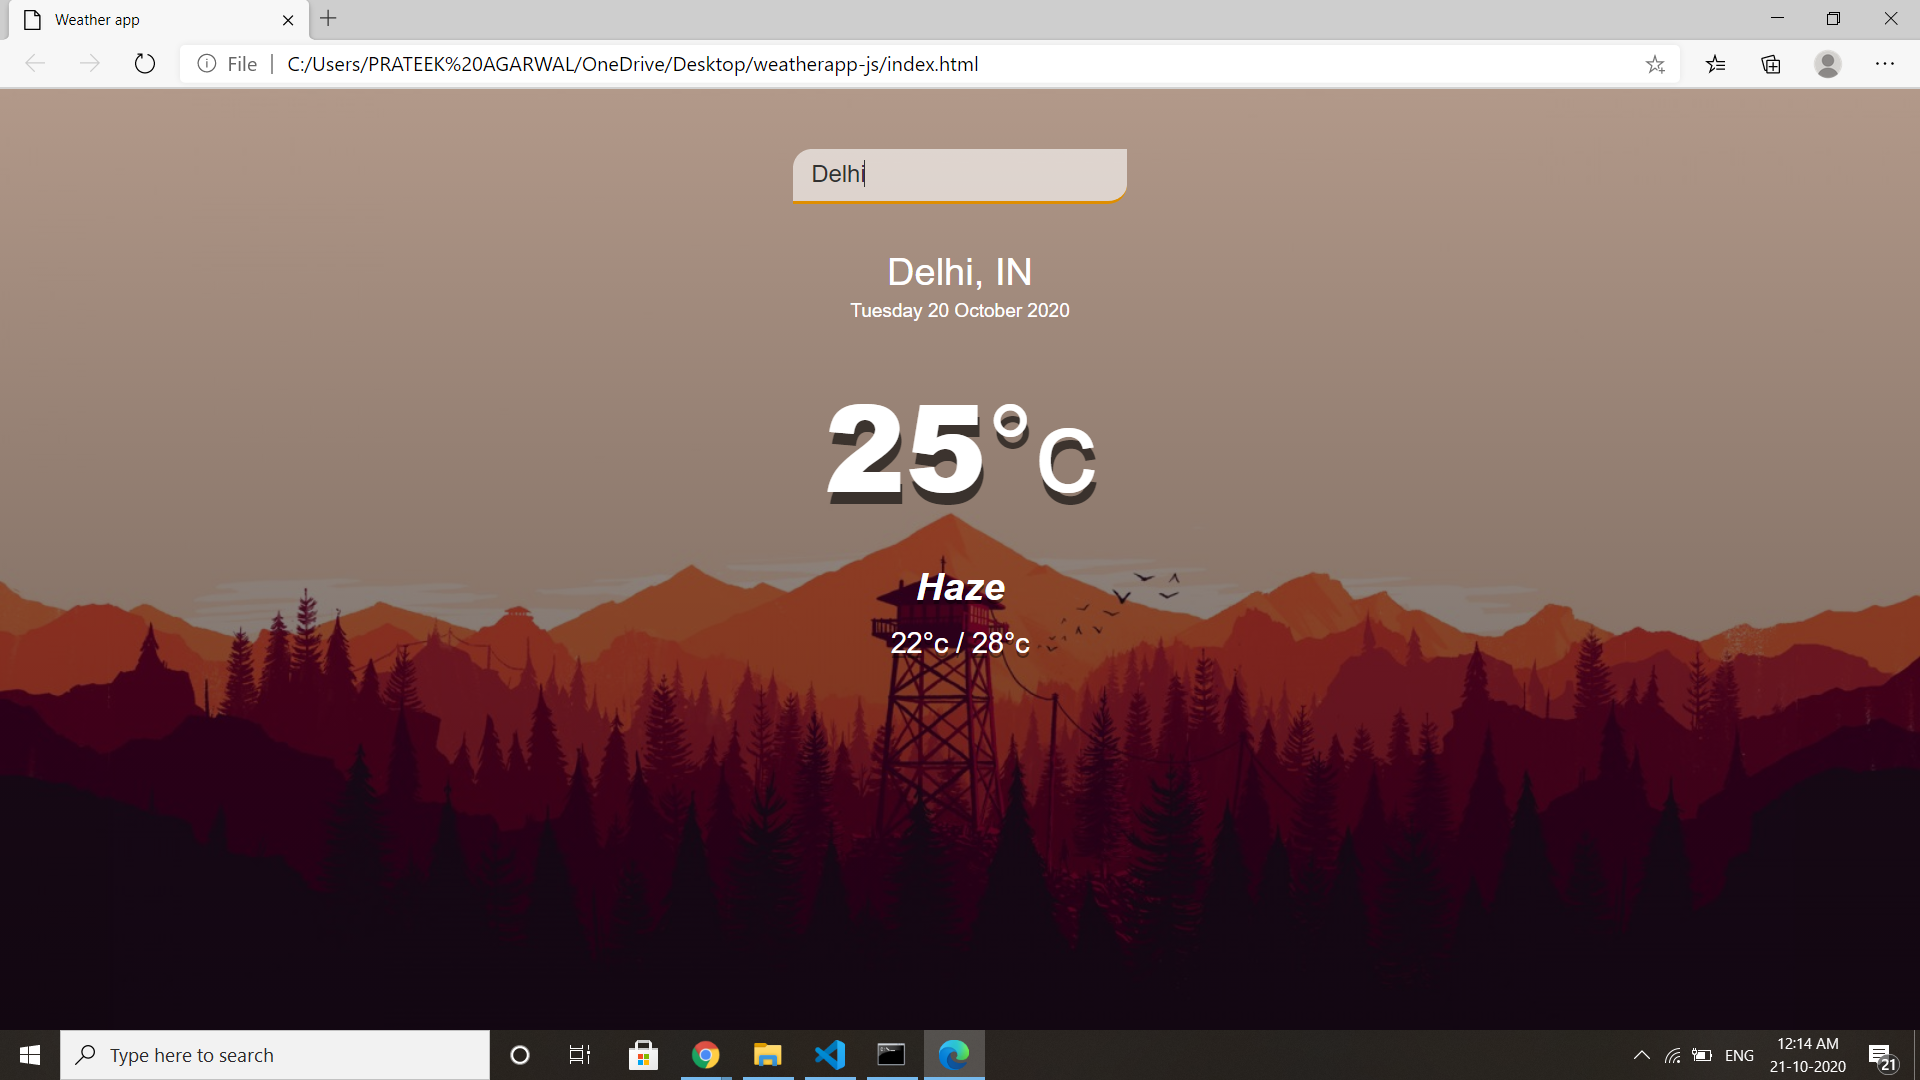 Weather app
File
C:/Users/PRATEEK%20AGARWAL/OneDrive/Desktop/weatherapp-js/index.html
Delhi
Delhi, IN
Tuesday 20 October 2020
25°c
Haze
22°c / 28°c
Type here to search
ENG
12:14 AM
21-10-2020
21